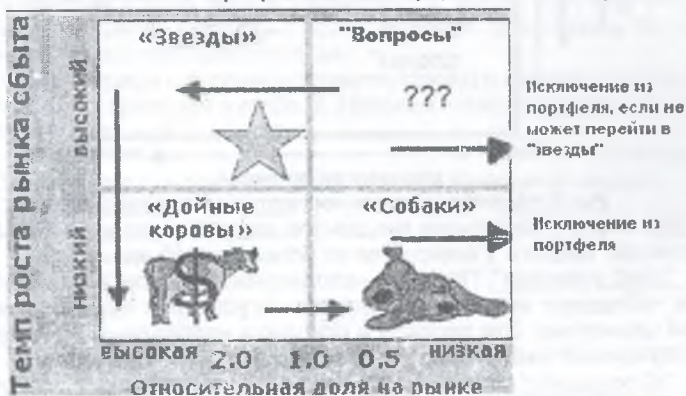 Темп роста рынка сбыта
высокий
низкий
«Звезды»
"Вопросы"
???
Исключение из
портфеля, если не
может перейти в
"звезды"
«Дойные
коровы»
$
«Собаки»
Исключение из
портфеля
высокая 2.0 1.0 0,5 низкая
Относительная доля на рынке